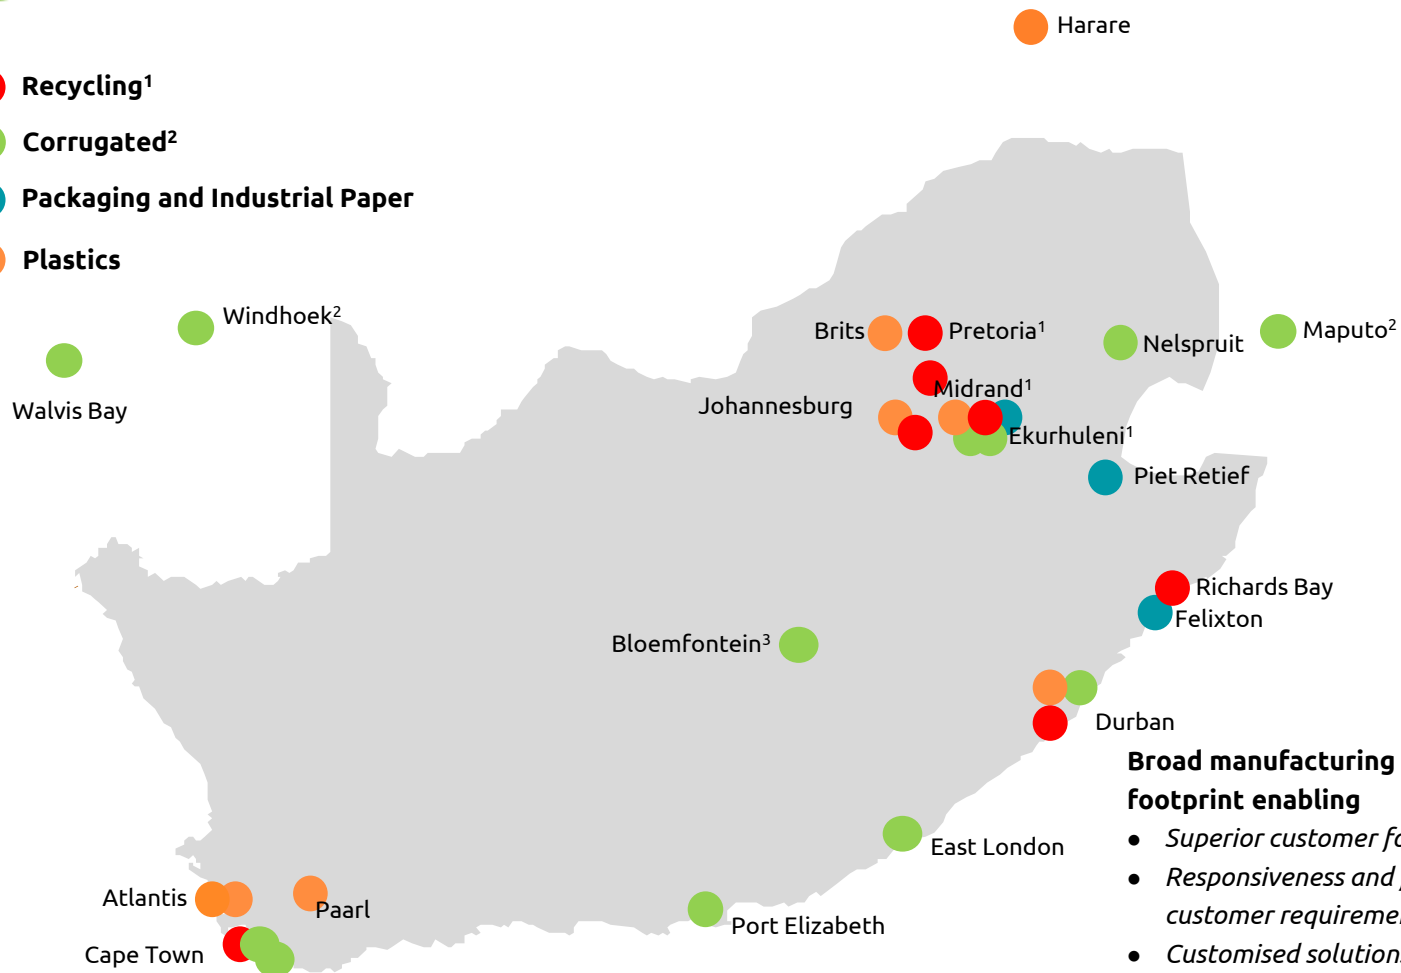 Harare
Recycling¹
Corrugated²
Packaging and Industrial Paper
Plastics
Windhoek²
Walvis Bay
Brits
Pretoria¹
Nelspruit
Maputo²
Midrand¹
Johannesburg
Ekurhuleni¹
Piet Retief
Richards Bay
Felixton
Bloemfontein³
Durban
Broad manufacturing
footprint enabling
• Superior customer
• Responsiveness and
customer
• Customised solutions
East London
Atlantis
Paarl
Port Elizabeth
Cape Town